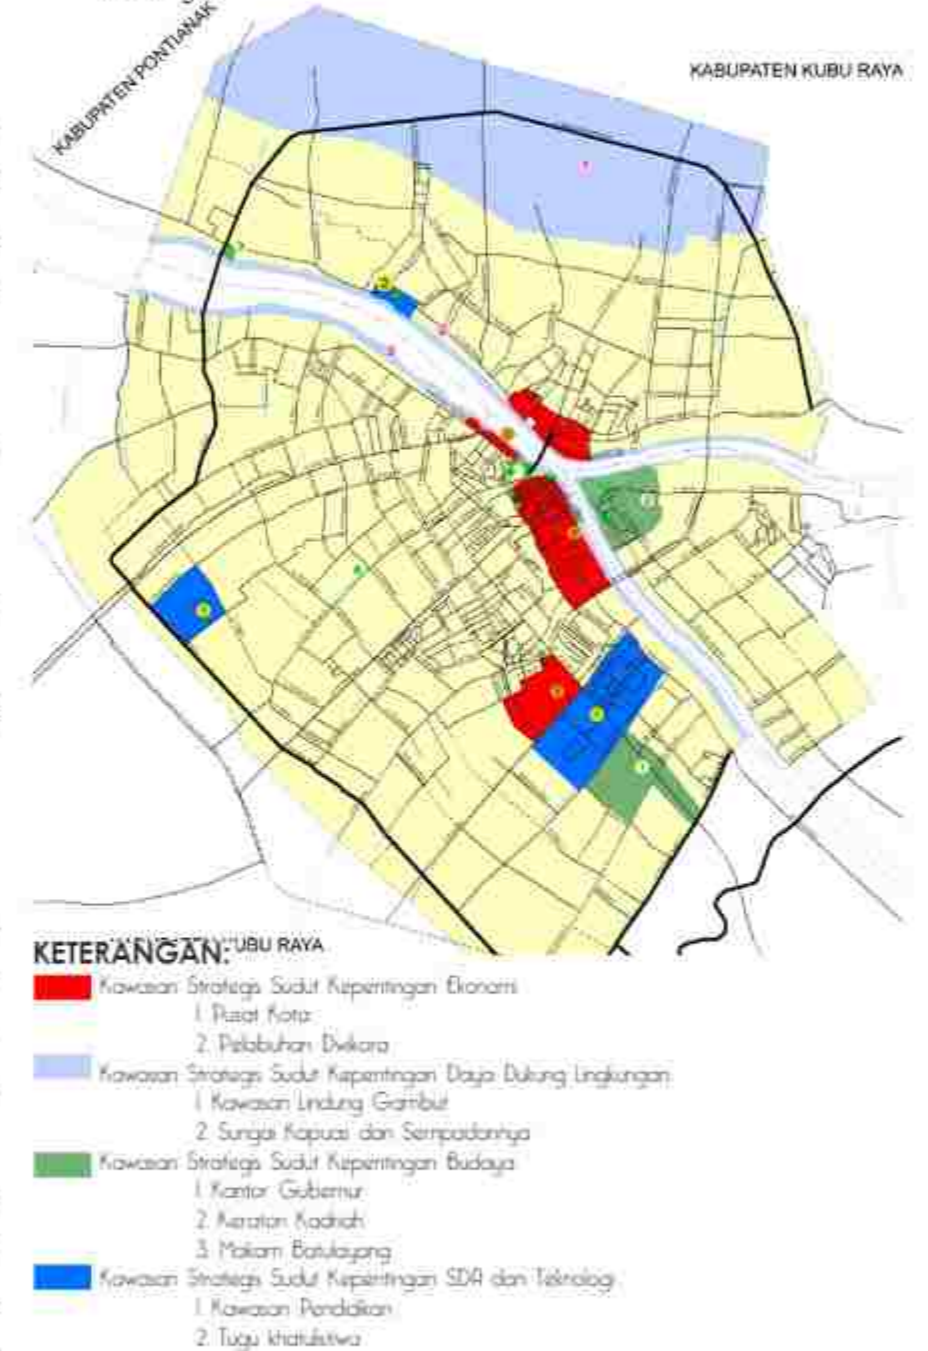 KABUPATEN PONTIANAK
KABUPATEN KUBU RAYA
KUBU RAYA
KETERANGAN:
Kawasan Strategis Sudut Kepentingan Ekonomi
1. Pusat Kota
2. Pelabuhan Dwikora
Kawasan Strategis Sudut Kepentingan Daya Dukung Lingkungan
1. Kawasan Lindung Gambut
2. Sungai Kapuas dan Sempadannya
Kawasan Strategis Sudut Kepentingan Budaya
1. Kantor Gubernur
2. Keraton Kadriah
3. Makam Batulayang
Kawasan Strategis Sudut Kepentingan SDA dan Teknologi
1. Kawasan Pendidikan
2. Tugu khatulistiwa